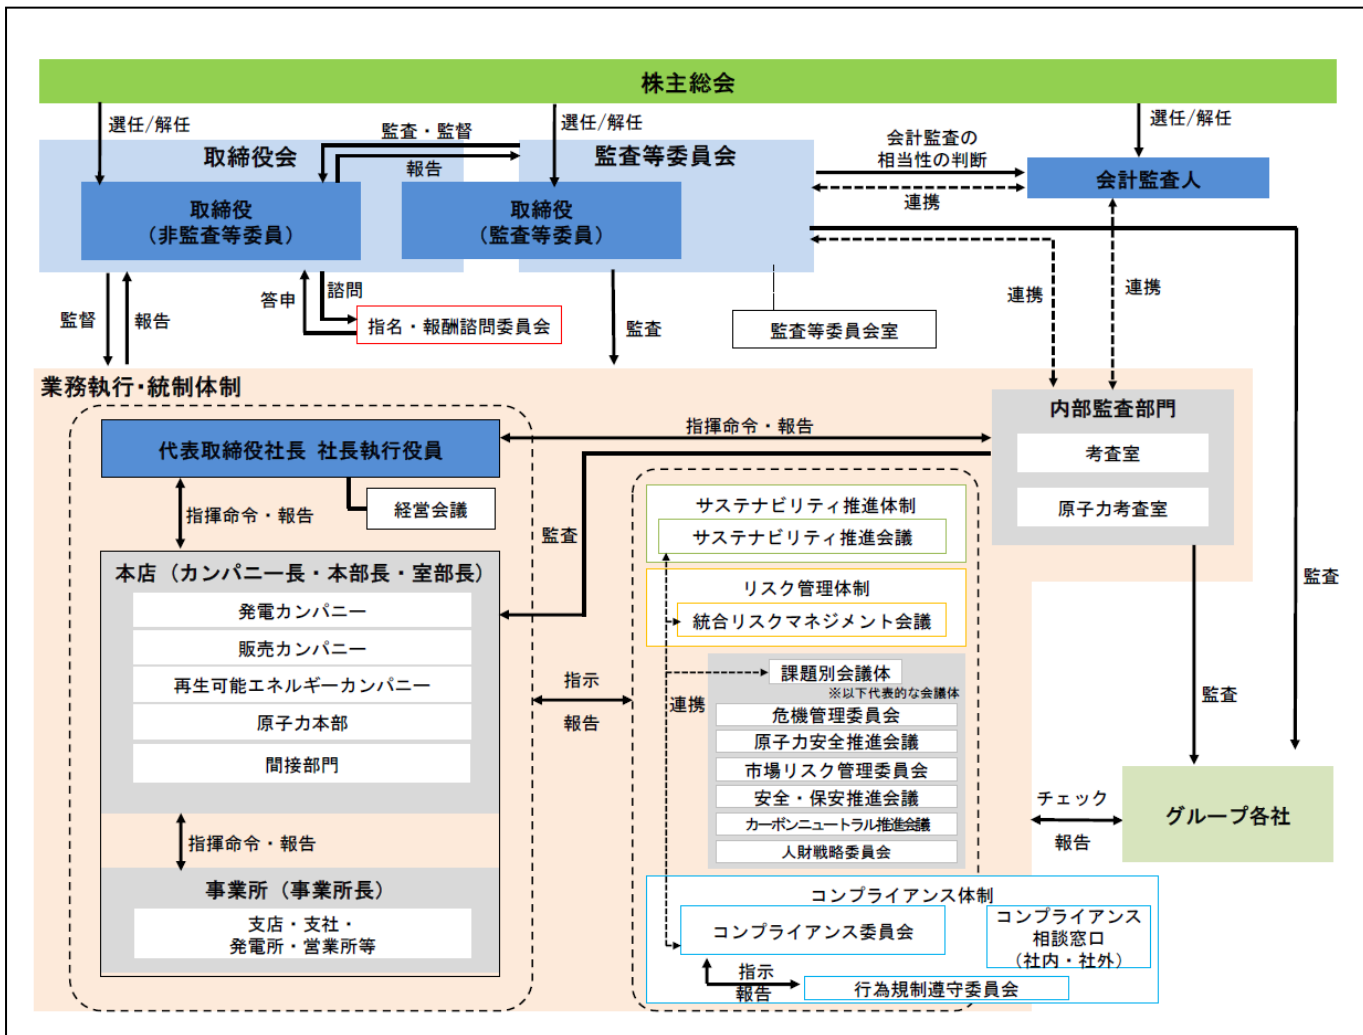 株主総会
選任/解任
選任/解任
選任/解任
監査・監督
報告
取締役会
取締役
（非監査等委員）
監査等委員会
取締役
（監査等委員）
会計監査の
相当性の判断
連携
会計監査人
連携
連携
監督
報告
答申
諮問
指名・報酬諮問委員会
監査
監査等委員会室
業務執行・統制体制
代表取締役社長 社長執行役員
経営会議
指揮命令・報告
指揮命令・報告
内部監査部門
考査室
原子力考査室
監査
監査
監査
本店（カンパニー長・本部長・室部長）
発電カンパニー
販売カンパニー
再生可能エネルギーカンパニー
原子力本部
間接部門
指揮命令・報告
事業所（事業所長）
支店・支社・
発電所・営業所等
指示
報告
サステナビリティ推進体制
サステナビリティ推進会議
リスク管理体制
統合リスクマネジメント会議
連携
課題別会議体
※以下代表的な会議体
危機管理委員会
原子力安全推進会議
市場リスク管理委員会
安全・保安推進会議
カーボンニュートラル推進会議
人財戦略委員会
コンプライアンス体制
コンプライアンス委員会
コンプライアンス
相談窓口
（社内・社外）
指示
報告
行為規制遵守委員会
チェック
報告
グループ各社